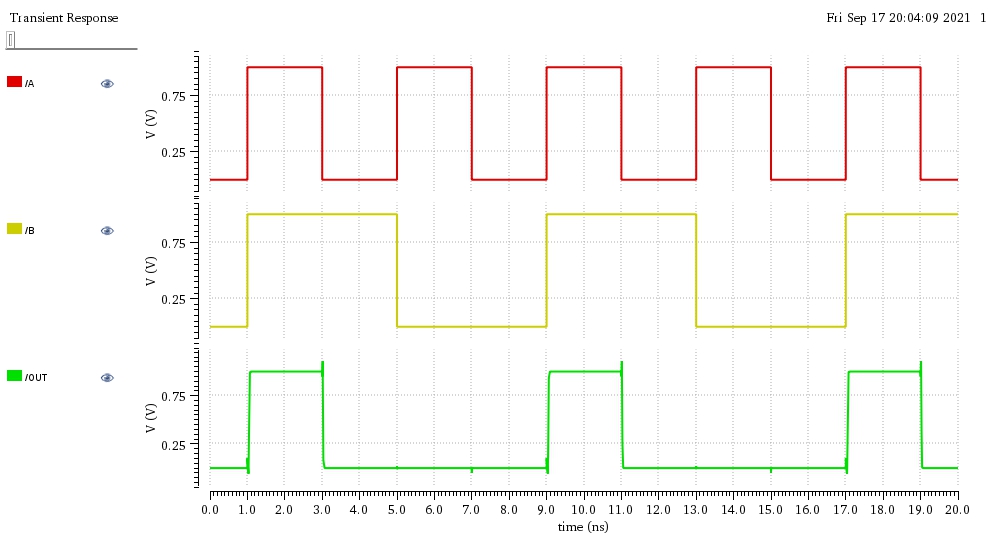 Transient Response
Fri Sep 17 20:04:09 2021 1
/A
0.75
0.25
V (V)
/B
0.75
0.25
V (V)
/OUT
0.75
0.25
V (V)
0.0 1.0 2.0 3.0 4.0 5.0 6.0 7.0 8.0 9.0 10.0 11.0 12.0 13.0 14.0 15.0 16.0 17.0 18.0 19.0 20.0
time (ns)